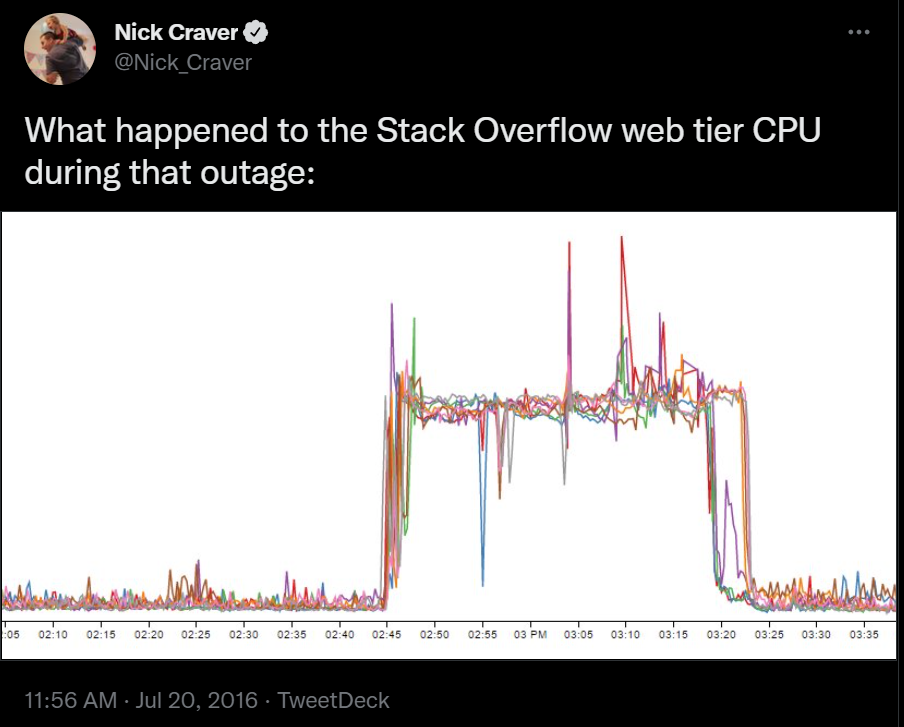 Nick Craver
@Nick_Craver
What happened to the Stack Overflow web tier CPU
during that outage:
:05 02:10 02:15 02:20 02:25 02:30 02:35 02:40 02:45 02:50 02:55 03 PM 03:05 03:10 03:15 03:20 03:25 03:30 03:35
11:56 AM · Jul 20, 2016 · TweetDeck